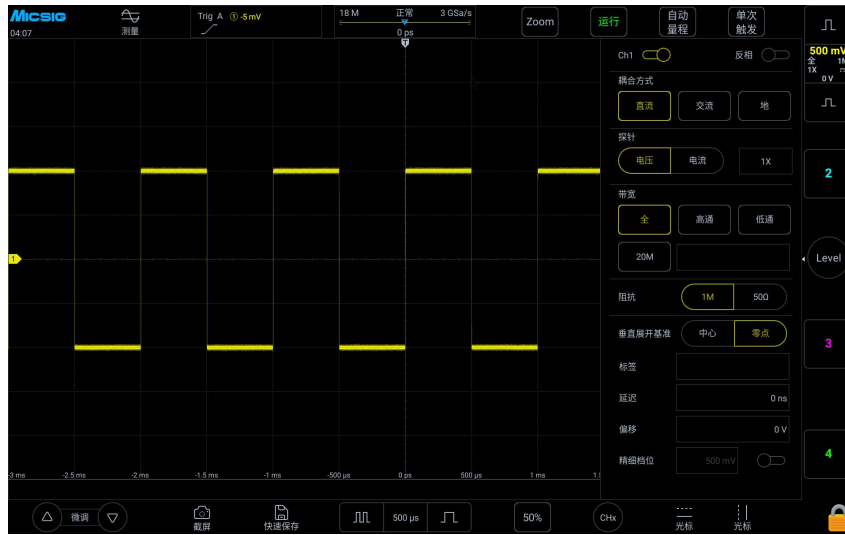 Micsig
04:07
测量
Trig A ① -5 mV
18 M 正常 3 GSa/s
0 ps
Zoom
运行
自动
量程
单次
触发
Ch1
反相
500 mV
全 1M
1X
0 V
耦合方式
直流 交流 地
探针
电压 电流 1X
2
带宽
全 高通 低通
20M
1
Level
阻抗 1M 50Ω
垂直展开基准 中心 零点
3
标签
延迟 0 ns
偏移 0 V
精细档位 500 mV
4
-3 ms -2.5 ms -2 ms -1.5 ms -1 ms -500 μs 0 ps 500 μs 1 ms 1.5
微调
截屏
快速保存
500 μs
50%
CHx
光标
光标